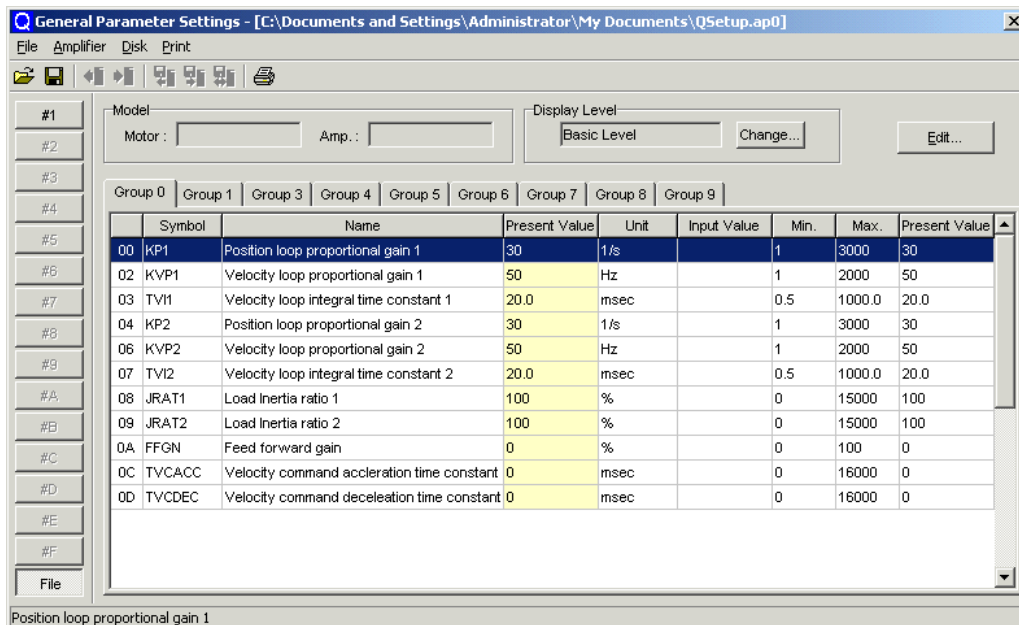 General Parameter Settings - [C:\Documents and Settings\Administrator\My Documents\QSetup.ap0]
File Amplifier Disk Print
#1
#2
#3
#4
#5
#6
#7
#8
#9
#A
#B
#C
#D
#E
#F
File
Model
Motor :
Amp. :
Display Level
Basic Level
Change...
Edit...
Group 0 Group 1 Group 3 Group 4 Group 5 Group 6 Group 7 Group 8 Group 9
Symbol Name Present Value Unit Input Value Min. Max. Present Value
00 KP1 Position loop proportional gain 1 30 1/s 1 3000 30
02 KVP1 Velocity loop proportional gain 1 50 Hz 1 2000 50
03 TVI1 Velocity loop integral time constant 1 20.0 msec 0.5 1000.0 20.0
04 KP2 Position loop proportional gain 2 30 1/s 1 3000 30
06 KVP2 Velocity loop proportional gain 2 50 Hz 1 2000 50
07 TVI2 Velocity loop integral time constant 2 20.0 msec 0.5 1000.0 20.0
08 JRAT1 Load Inertia ratio 1 100 % 0 15000 100
09 JRAT2 Load Inertia ratio 2 100 % 0 15000 100
0A FFGN Feed forward gain 0 % 0 100 0
0C TVCACC Velocity command accleration time constant 0 msec 0 16000 0
0D TVCDEC Velocity command deceleation time constant 0 msec 0 16000 0
Position loop proportional gain 1